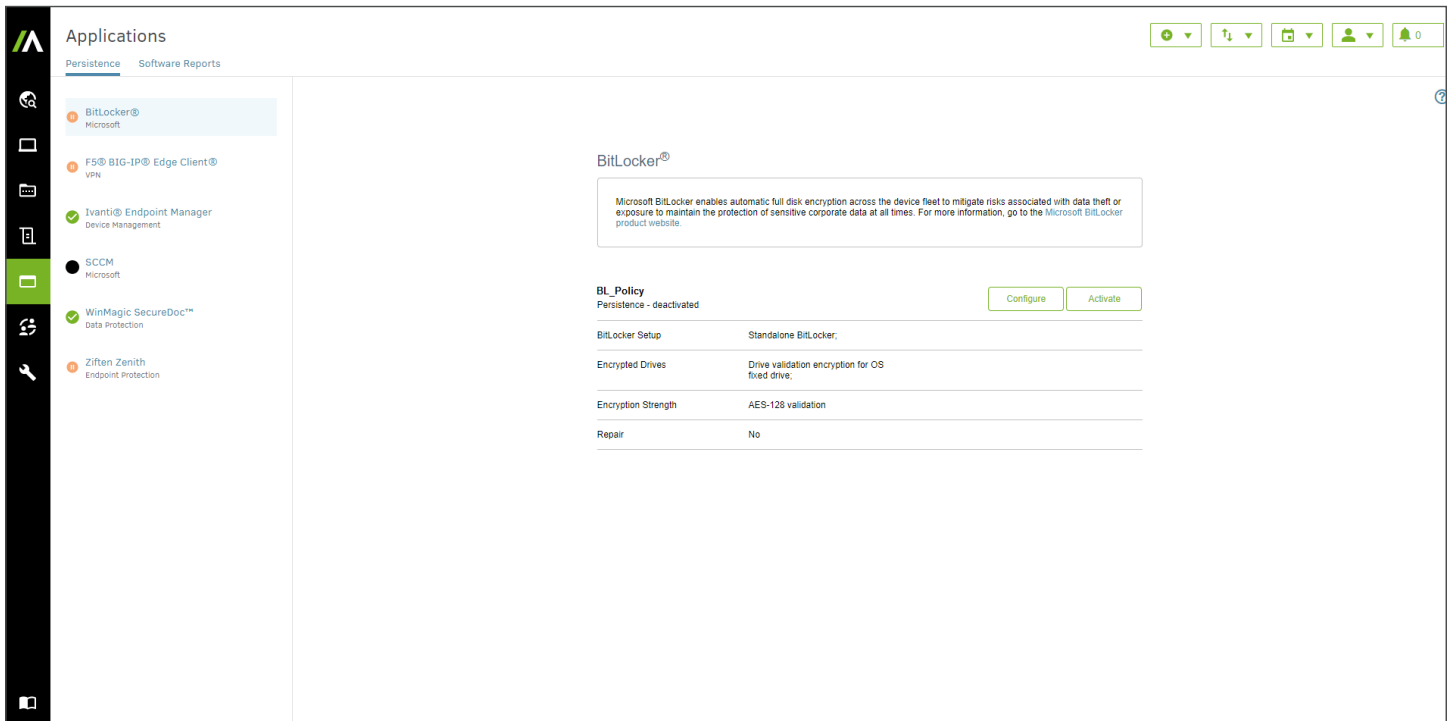 Applications
0
Persistence Software Reports
BitLocker®
Microsoft
F5® BIG-IP® Edge Client®
VPN
Ivanti® Endpoint Manager
Device Management
SCCM
Microsoft
WinMagic SecureDoc™
Data Protection
Ziften Zenith
Endpoint Protection
?
BitLocker®
Microsoft BitLocker enables automatic full disk encryption across the device fleet to mitigate risks associated with data theft or
exposure to maintain the protection of sensitive corporate data at all times. For more information, go to the Microsoft BitLocker
product website.
BL_Policy
Persistence - deactivated
Configure Activate
BitLocker Setup Standalone BitLocker;
Encrypted Drives Drive validation encryption for OS
fixed drive;
Encryption Strength AES-128 validation
Repair No